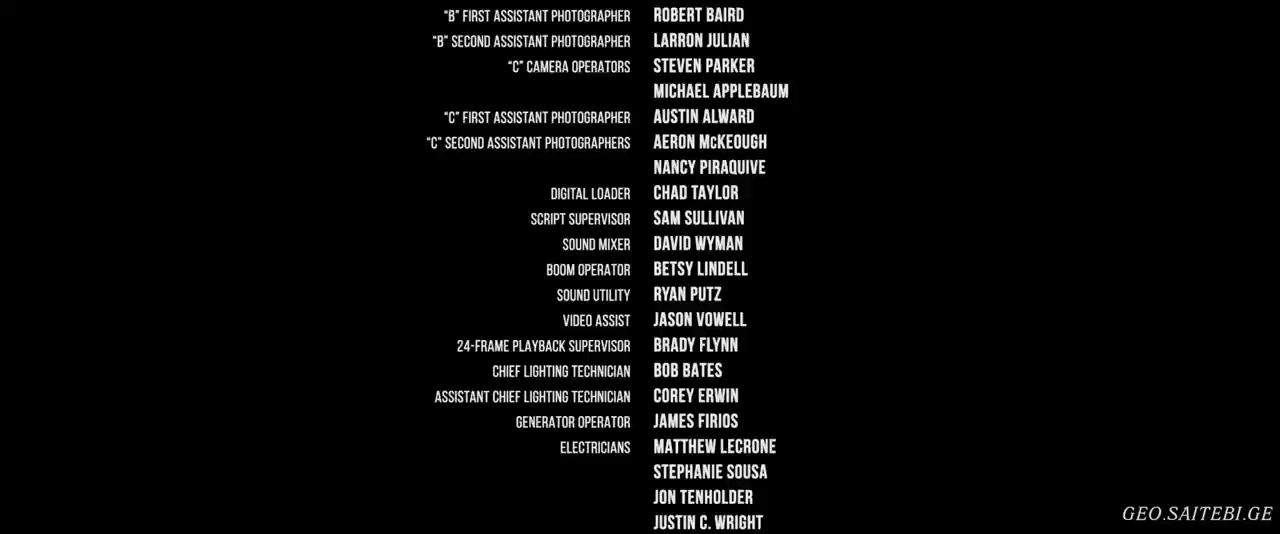 “B” FIRST ASSISTANT PHOTOGRAPHER ROBERT BAIRD
“B” SECOND ASSISTANT PHOTOGRAPHER LARRON JULIAN
“C” CAMERA OPERATORS STEVEN PARKER
MICHAEL APPLEBAUM
“C” FIRST ASSISTANT PHOTOGRAPHER AUSTIN ALWARD
“C” SECOND ASSISTANT PHOTOGRAPHERS AERON McKEOUGH
NANCY PIRAQUIVE
DIGITAL LOADER CHAD TAYLOR
SCRIPT SUPERVISOR SAM SULLIVAN
SOUND MIXER DAVID WYMAN
BOOM OPERATOR BETSY LINDELL
SOUND UTILITY RYAN PUTZ
VIDEO ASSIST JASON VOWELL
24-FRAME PLAYBACK SUPERVISOR BRADY FLYNN
CHIEF LIGHTING TECHNICIAN BOB BATES
ASSISTANT CHIEF LIGHTING TECHNICIAN COREY ERWIN
GENERATOR OPERATOR JAMES FIRIOS
ELECTRICIANS MATTHEW LECRONE
STEPHANIE SOUSA
JON TENHOLDER
JUSTIN C. WRIGHT
GEO.SAITEBI.GE